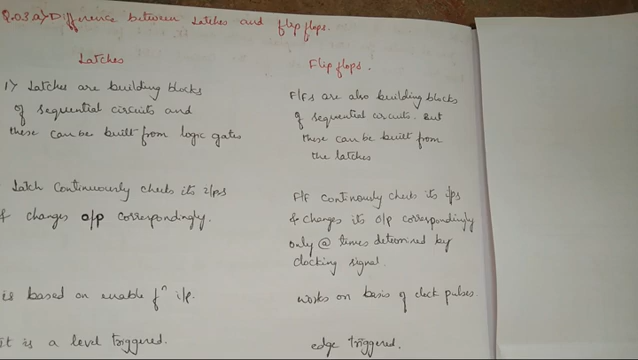 Q.03 a) Difference between Latches and flip flops.
Latches
Flip flops.
1) Latches are building blocks
of sequential circuits and
these can be built from logic gates
F/Fs are also building blocks
of sequential circuits. But
these can be built from
the latches
Latch Continuously checks its i/ps
& changes o/p correspondingly.
F/F continously checks its i/ps
& changes its o/p correspondingly
only @ times determined by
clocking signal.
is based on enable fⁿ i/p.
works on basis of clock pulses.
it is a level triggered.
edge triggered.